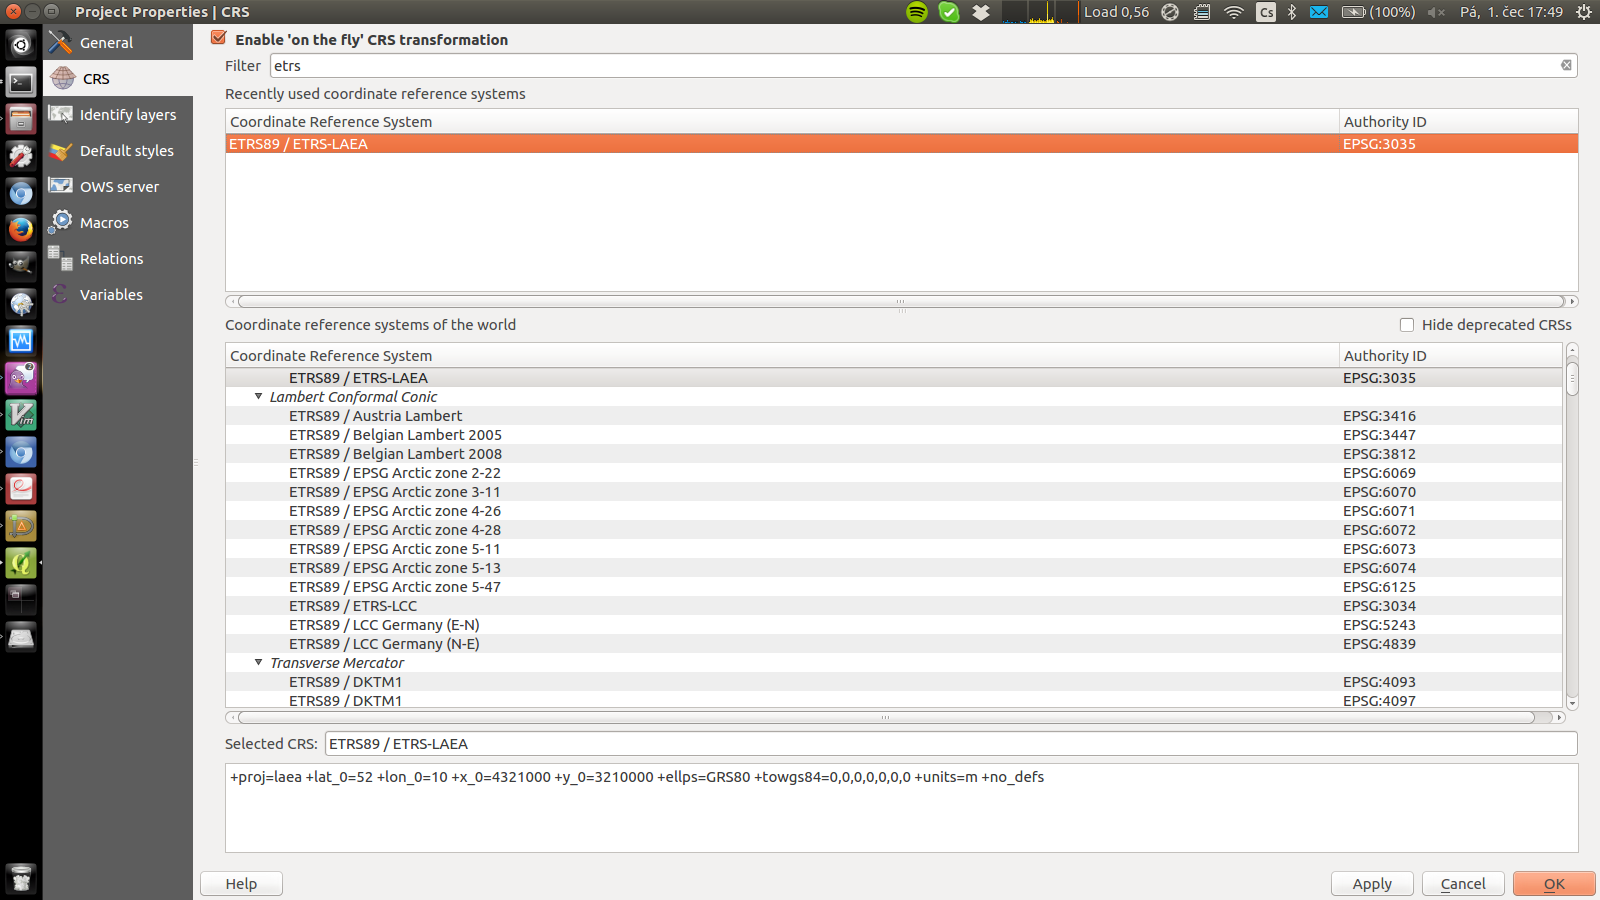 Project Properties | CRS
Load 0,56
Cs
(100%)
Pá, 1. čec 17:49
General
CRS
Identify layers
Default styles
OWS server
Macros
Relations
Variables
Enable 'on the fly' CRS transformation
Filter
etrs
Recently used coordinate reference systems
Coordinate Reference System Authority ID
ETRS89 / ETRS-LAEA EPSG:3035
Coordinate reference systems of the world
Hide deprecated CRSs
Coordinate Reference System Authority ID
ETRS89 / ETRS-LAEA EPSG:3035
Lambert Conformal Conic
ETRS89 / Austria Lambert EPSG:3416
ETRS89 / Belgian Lambert 2005 EPSG:3447
ETRS89 / Belgian Lambert 2008 EPSG:3812
ETRS89 / EPSG Arctic zone 2-22 EPSG:6069
ETRS89 / EPSG Arctic zone 3-11 EPSG:6070
ETRS89 / EPSG Arctic zone 4-26 EPSG:6071
ETRS89 / EPSG Arctic zone 4-28 EPSG:6072
ETRS89 / EPSG Arctic zone 5-11 EPSG:6073
ETRS89 / EPSG Arctic zone 5-13 EPSG:6074
ETRS89 / EPSG Arctic zone 5-47 EPSG:6125
ETRS89 / ETRS-LCC EPSG:3034
ETRS89 / LCC Germany (E-N) EPSG:5243
ETRS89 / LCC Germany (N-E) EPSG:4839
Transverse Mercator
ETRS89 / DKTM1 EPSG:4093
ETRS89 / DKTM1 EPSG:4097
Selected CRS:
ETRS89 / ETRS-LAEA
+proj=laea +lat_0=52 +lon_0=10 +x_0=4321000 +y_0=3210000 +ellps=GRS80 +towgs84=0,0,0,0,0,0,0 +units=m +no_defs
Help
Apply
Cancel
OK